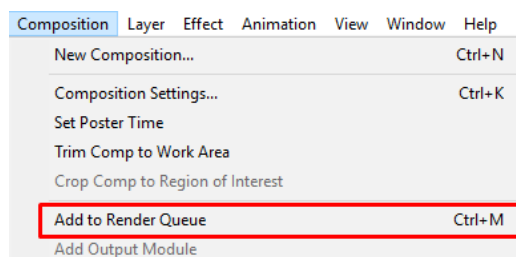 Composition Layer Effect Animation View Window Help
New Composition... Ctrl+N
Composition Settings... Ctrl+K
Set Poster Time
Trim Comp to Work Area
Crop Comp to Region of Interest
Add to Render Queue Ctrl+M
Add Output Module